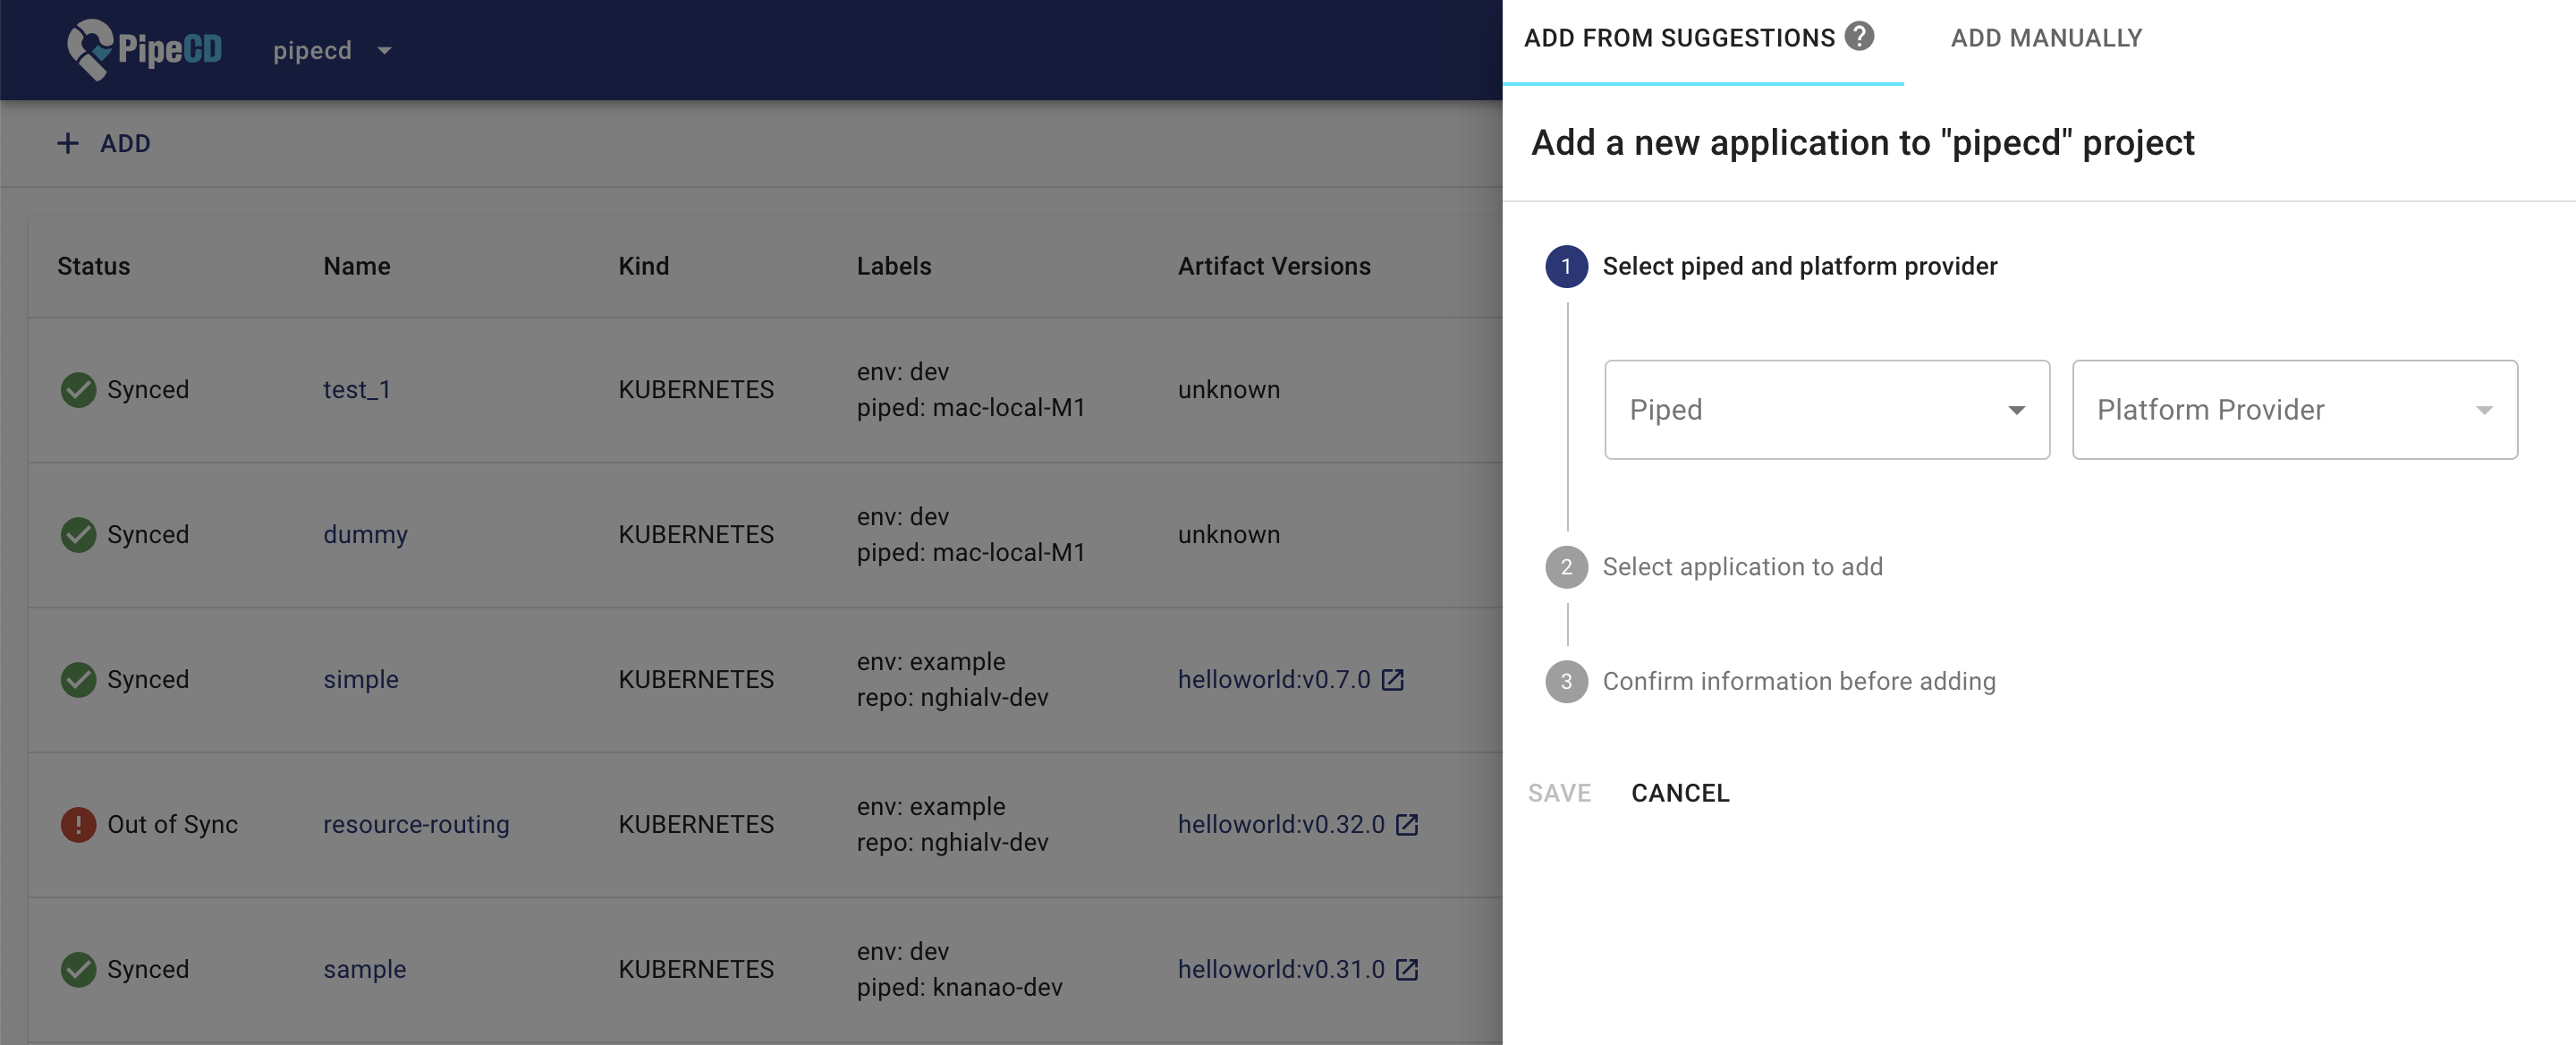 PipeCD pipecd
+ ADD
Status Name Kind Labels Artifact Versions
Synced test_1 KUBERNETES env: dev
piped: mac-local-M1 unknown
Synced dummy KUBERNETES env: dev
piped: mac-local-M1 unknown
Synced simple KUBERNETES env: example
repo: nghialv-dev helloworld:v0.7.0
! Out of Sync resource-routing KUBERNETES env: example
repo: nghialv-dev helloworld:v0.32.0
Synced sample KUBERNETES env: dev
piped: knanao-dev helloworld:v0.31.0
ADD FROM SUGGESTIONS ? ADD MANUALLY
Add a new application to "pipecd" project
1 Select piped and platform provider
Piped Platform Provider
2 Select application to add
3 Confirm information before adding
SAVE CANCEL